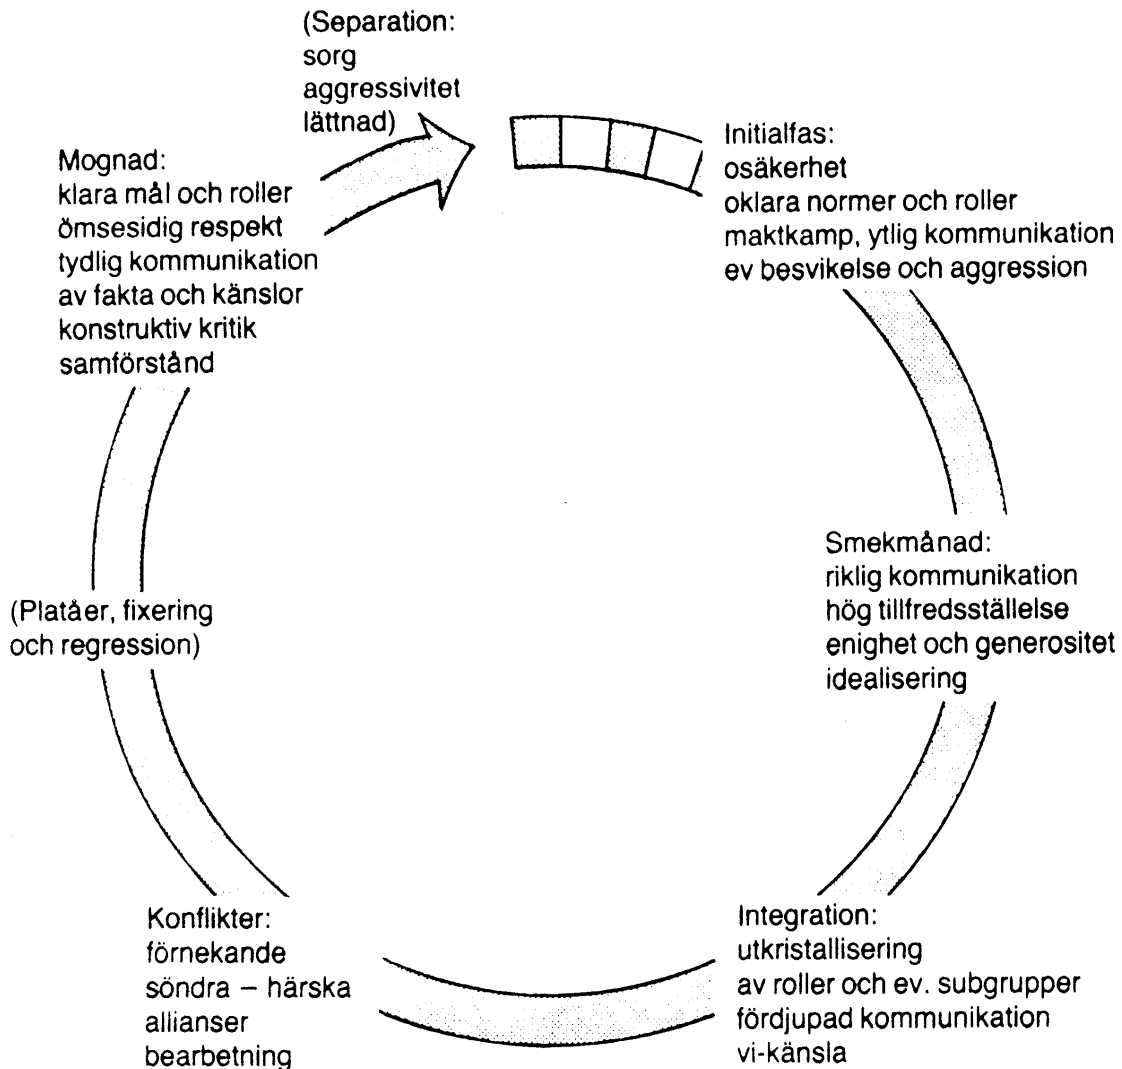 (Separation:
sorg
aggressivitet
lättnad)
Initialfas:
osäkerhet
oklara normer och roller
maktkamp, ytlig kommunikation
ev besvikelse och aggression
Smekmånad:
riklig kommunikation
hög tillfredsställelse
enighet och generositet
idealisering
Integration:
utkristallisering
av roller och ev. subgrupper
fördjupad kommunikation
vi-känsla
Konflikter:
förnekande
söndra – härska
allianser
bearbetning
(Platåer, fixering
och regression)
Mognad:
klara mål och roller
ömsesidig respekt
tydlig kommunikation
av fakta och känslor
konstruktiv kritik
samförstånd